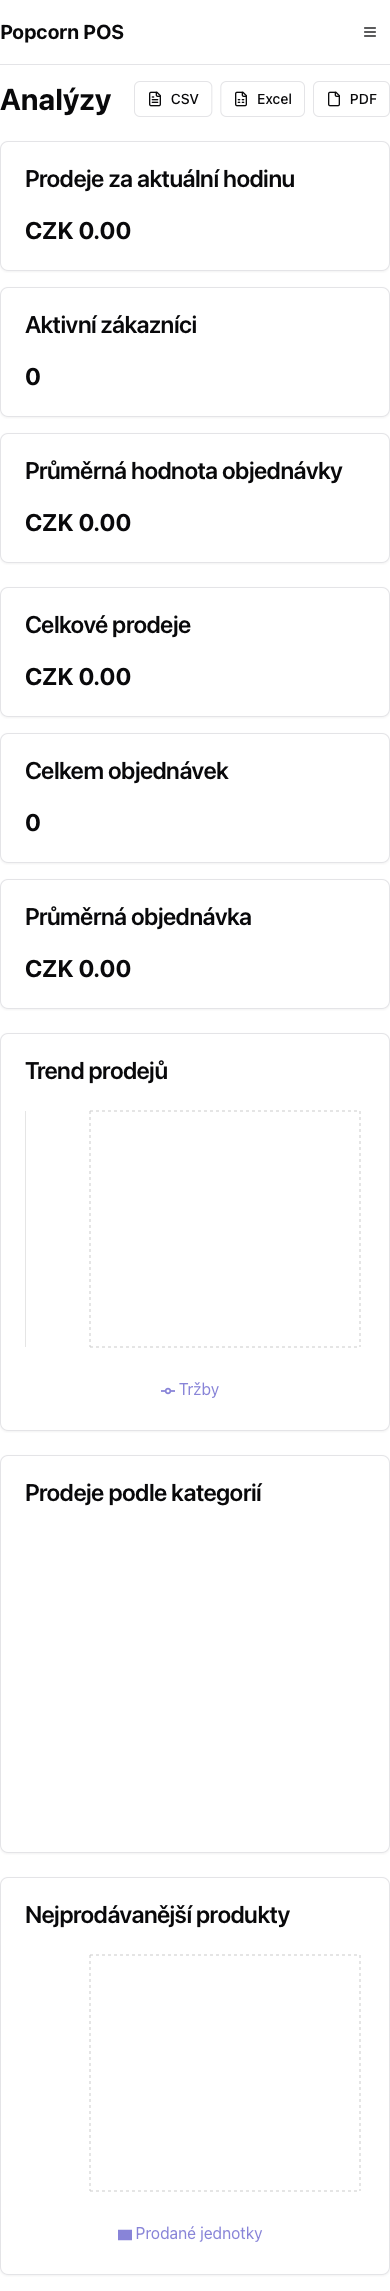 Popcorn POS
Analýzy
CSV
Excel
PDF
Prodeje za aktuální hodinu
CZK 0.00
Aktivní zákazníci
0
Průměrná hodnota objednávky
CZK 0.00
Celkové prodeje
CZK 0.00
Celkem objednávek
0
Průměrná objednávka
CZK 0.00
Trend prodejů
Tržby
Prodeje podle kategorií
Nejprodávanější produkty
Prodané jednotky